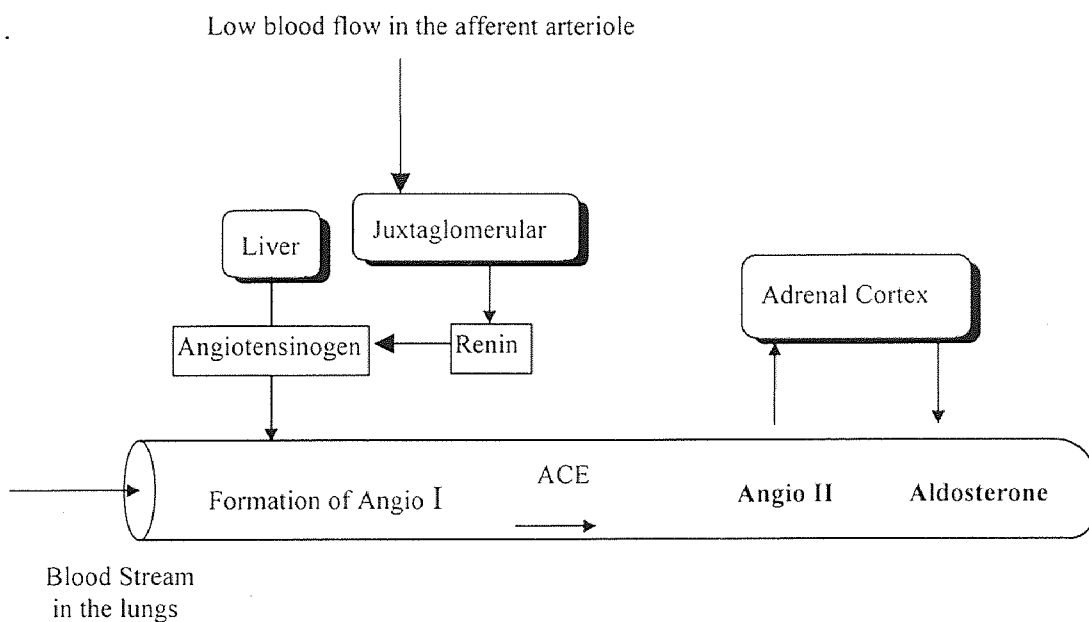 Low blood flow in the afferent arteriole
Liver
Juxtaglomerular
Adrenal Cortex
Angiotensinogen
Renin
Formation of Angio I
ACE
Angio II
Aldosterone
Blood Stream
in the lungs